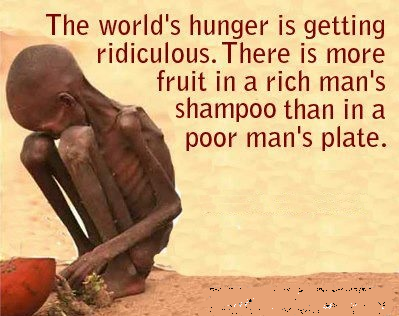 The world's hunger is getting
ridiculous. There is more
fruit in a rich man's
shampoo than in a
poor man's plate.